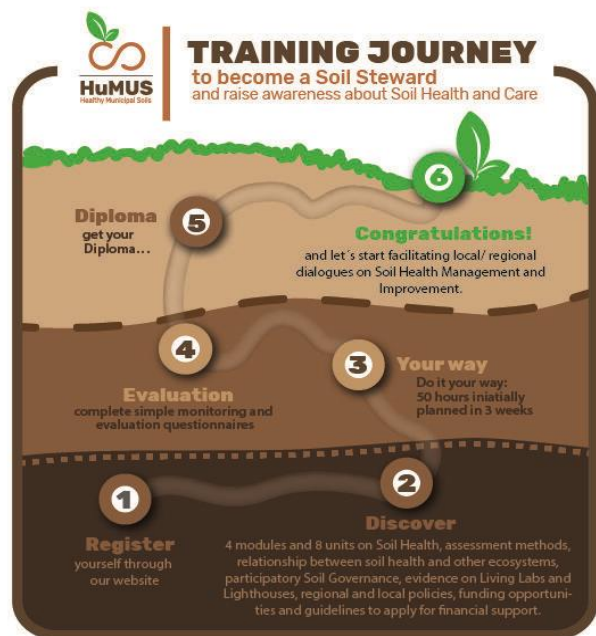 HuMUS
Healthy Municipal Soils
TRAINING JOURNEY
to become a Soil Steward
and raise awareness about Soil Health and Care
6
Congratulations!
and let´s start facilitating local/ regional
dialogues on Soil Health Management and
Improvement.
5
Diploma
get your
Diploma...
4
Evaluation
complete simple monitoring and
evaluation questionnaires
3
Your way
Do it your way:
50 hours iniatially
planned in 3 weeks
1
Register
yourself through
our website
2
Discover
4 modules and 8 units on Soil Health, assessment methods,
relationship between soil health and other ecosystems,
participatory Soil Governance, evidence on Living Labs and
Lighthouses, regional and local policies, funding opportuni-
ties and guidelines to apply for financial support.